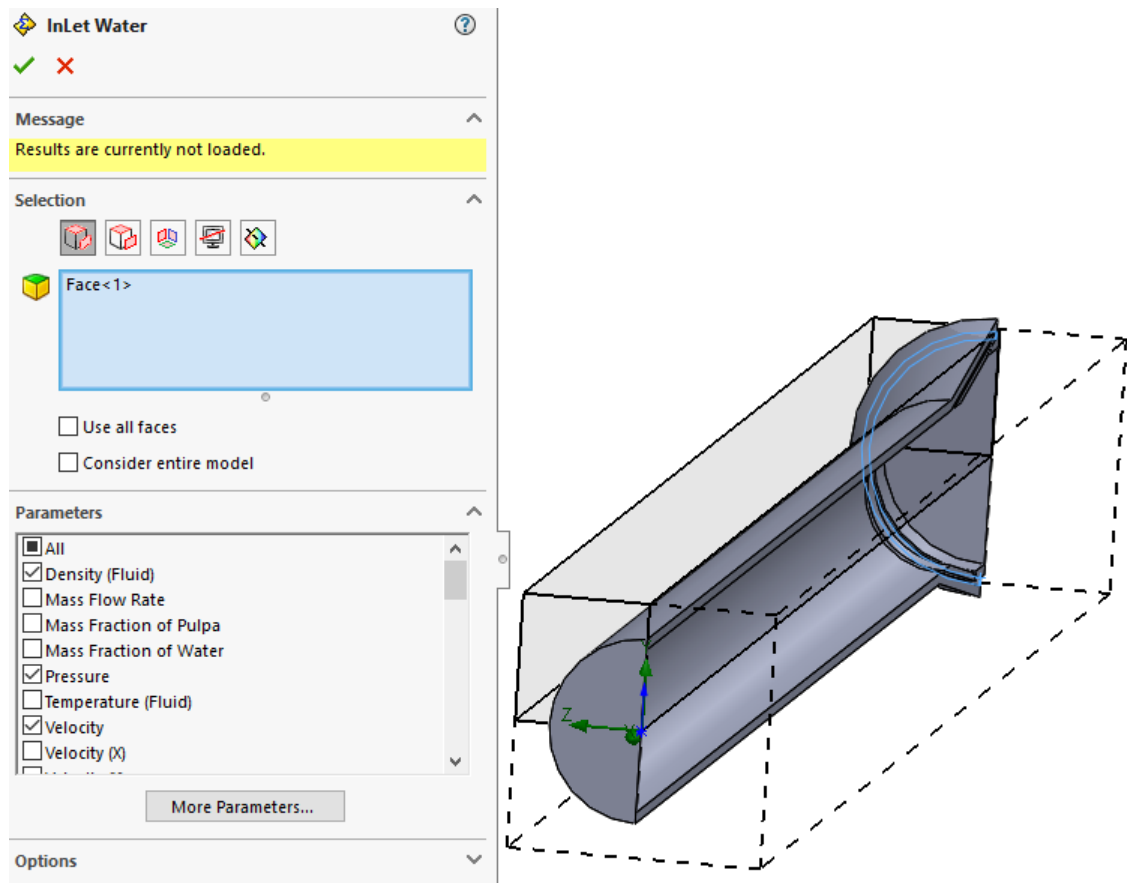 InLet Water
Message
Results are currently not loaded.
Selection
Face<1>
Use all faces
Consider entire model
Parameters
All
Density (Fluid)
Mass Flow Rate
Mass Fraction of Pulpa
Mass Fraction of Water
Pressure
Temperature (Fluid)
Velocity
Velocity (X)
More Parameters...
Options
Y
Z